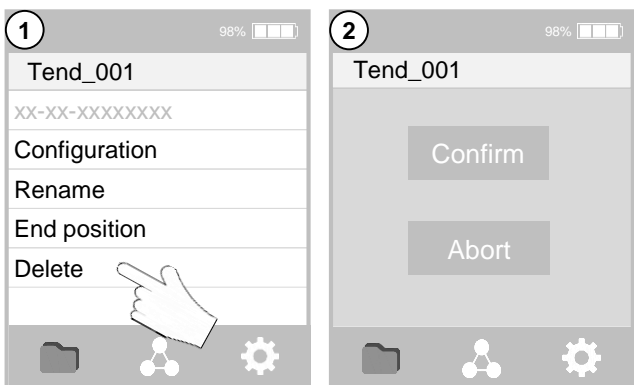 1
98%
Tend_001
xx-xx-xxxxxxxx
Configuration
Rename
End position
Delete
2
98%
Tend_001
Confirm
Abort